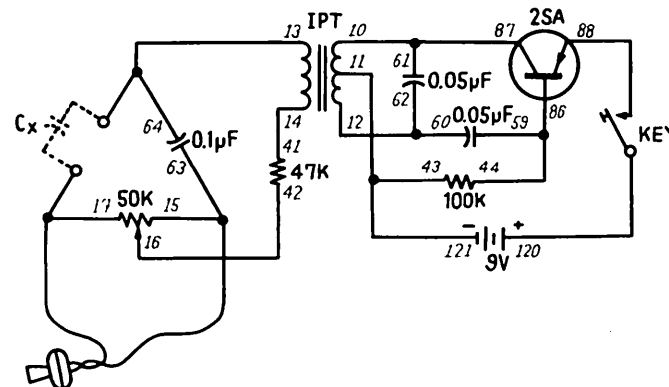 13 IPT 10 87 2SA 88
11 61
0.05µF
62
86
Cx
64 0.1µF
63
14
12 60 0.05µF 59
KEY
41
47K
42
43 44
100K
17 50K 15
16
− +
121 9V 120